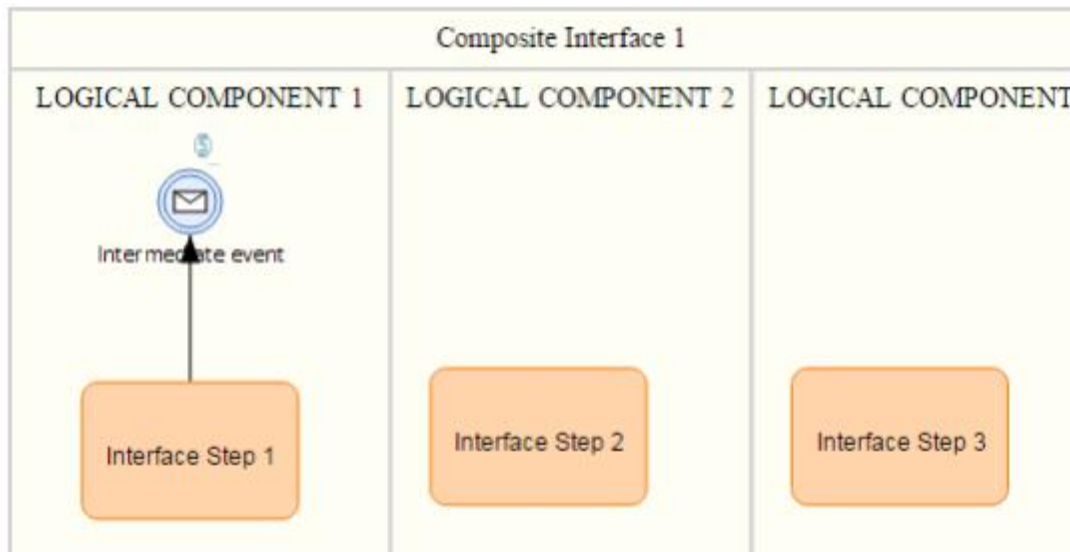 Composite Interface 1
LOGICAL COMPONENT 1
LOGICAL COMPONENT 2
LOGICAL COMPONENT
Intermediate event
Interface Step 1
Interface Step 2
Interface Step 3